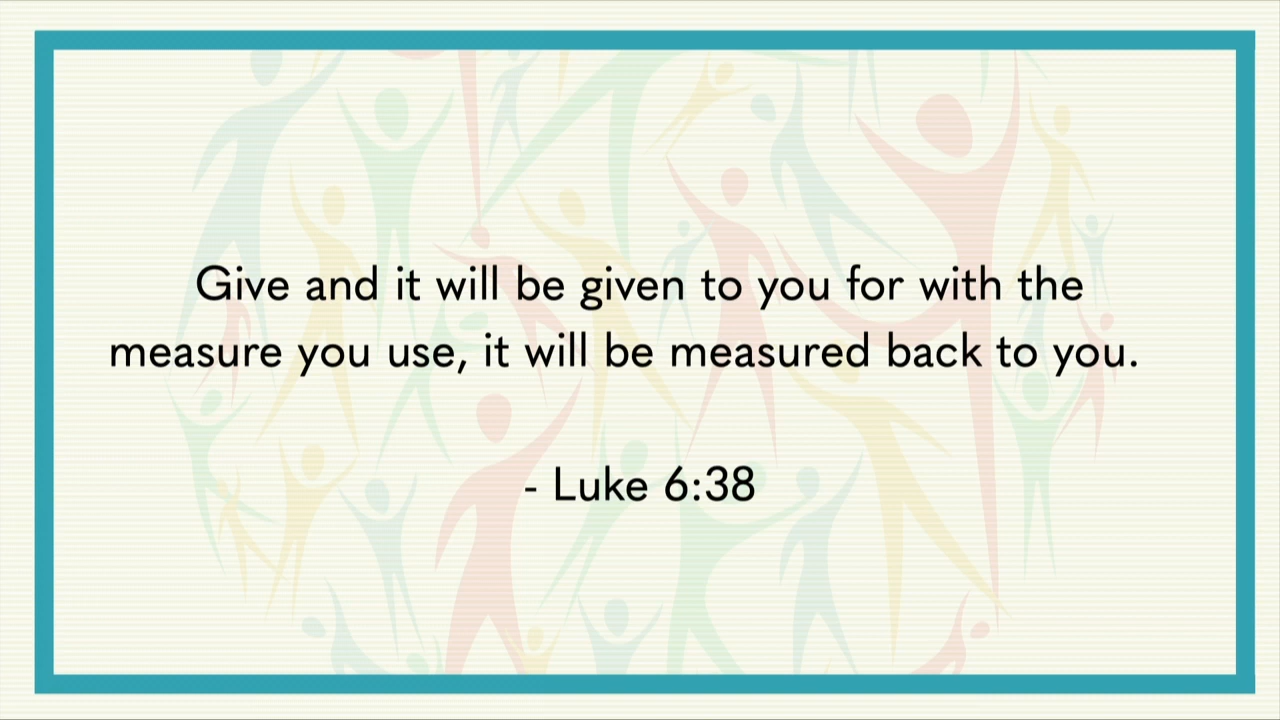 Give and it will be given to you for with the
measure you use, it will be measured back to you.
- Luke 6:38